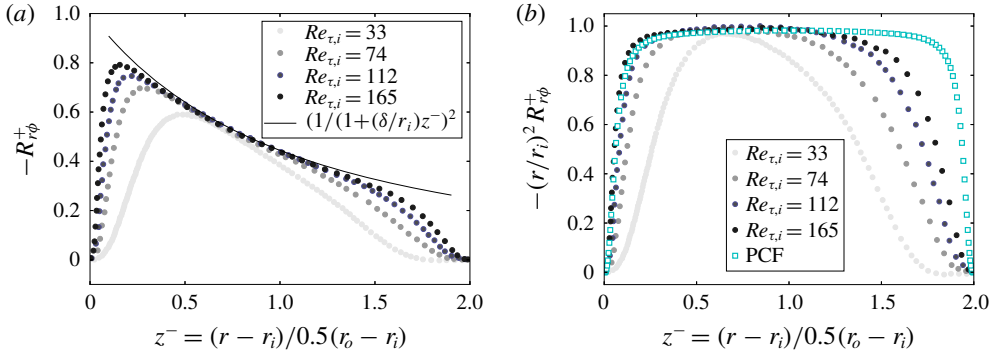 (a)
1.0
0.8
0.6
0.4
0.2
0
−R⁺_{rϕ}
Re_{τ,i} = 33
Re_{τ,i} = 74
Re_{τ,i} = 112
Re_{τ,i} = 165
(1/(1+(δ/r_i)z⁻)²
0 0.5 1.0 1.5 2.0
z⁻ = (r − r_i)/0.5(r_o − r_i)
(b)
1.0
0.8
0.6
0.4
0.2
0
−(r/r_i)² R⁺_{rϕ}
Re_{τ,i} = 33
Re_{τ,i} = 74
Re_{τ,i} = 112
Re_{τ,i} = 165
PCF
0 0.5 1.0 1.5 2.0
z⁻ = (r − r_i)/0.5(r_o − r_i)